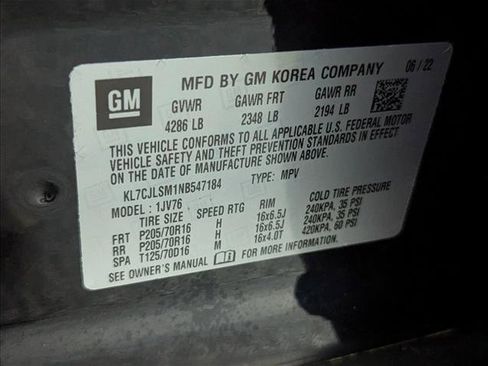 GM
MFD BY GM KOREA COMPANY 06/22
GVWR GAWR FRT GAWR RR
4286 LB 2348 LB 2194 LB
THIS VEHICLE CONFORMS TO ALL APPLICABLE U.S. FEDERAL MOTOR
VEHICLE SAFETY AND THEFT PREVENTION STANDARDS IN EFFECT
ON THE DATE OF MANUFACTURE SHOWN ABOVE.
KL7CJLSM1NB547184 TYPE: MPV
MODEL: 1JV76
TIRE SIZE SPEED RTG RIM COLD TIRE PRESSURE
FRT P205/70R16 H 16x6.5J 240KPA, 35 PSI
RR P205/70R16 H 16x6.5J 240KPA, 35 PSI
SPA T125/70D16 M 16x4.0T 420KPA, 60 PSI
SEE OWNER'S MANUAL FOR MORE INFORMATION.